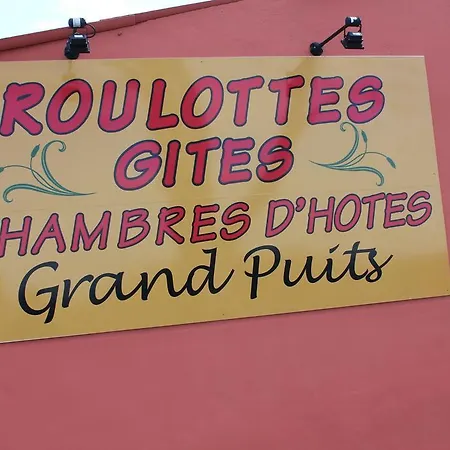 ROULOTTES
GITES
HAMBRES D'HOTES
Grand Puits